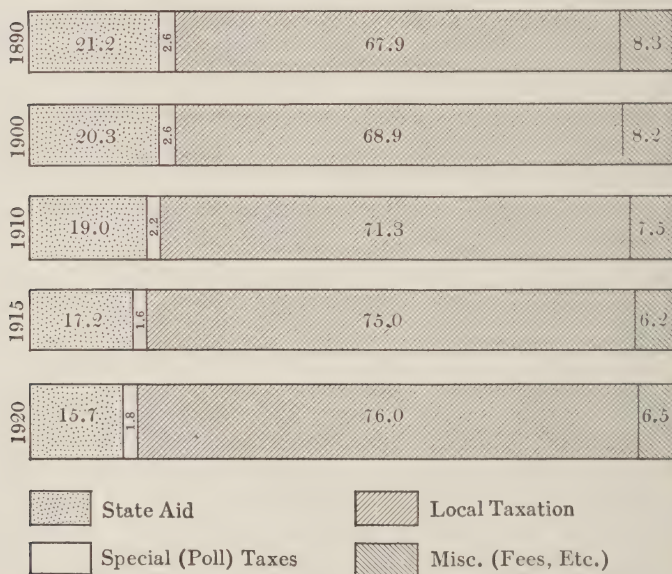 1890 21.2 2.6 67.9 8.3
1900 20.3 2.6 68.9 8.2
1910 19.0 2.2 71.3 7.5
1915 17.2 1.6 75.0 6.2
1920 15.7 1.8 76.0 6.5
State Aid Local Taxation
Special (Poll) Taxes Misc. (Fees, Etc.)